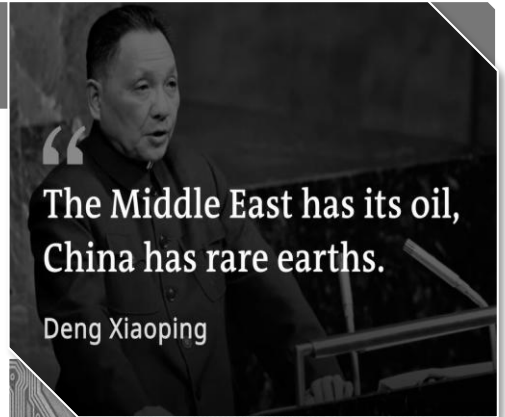 “
The Middle East has its oil,
China has rare earths.
Deng Xiaoping